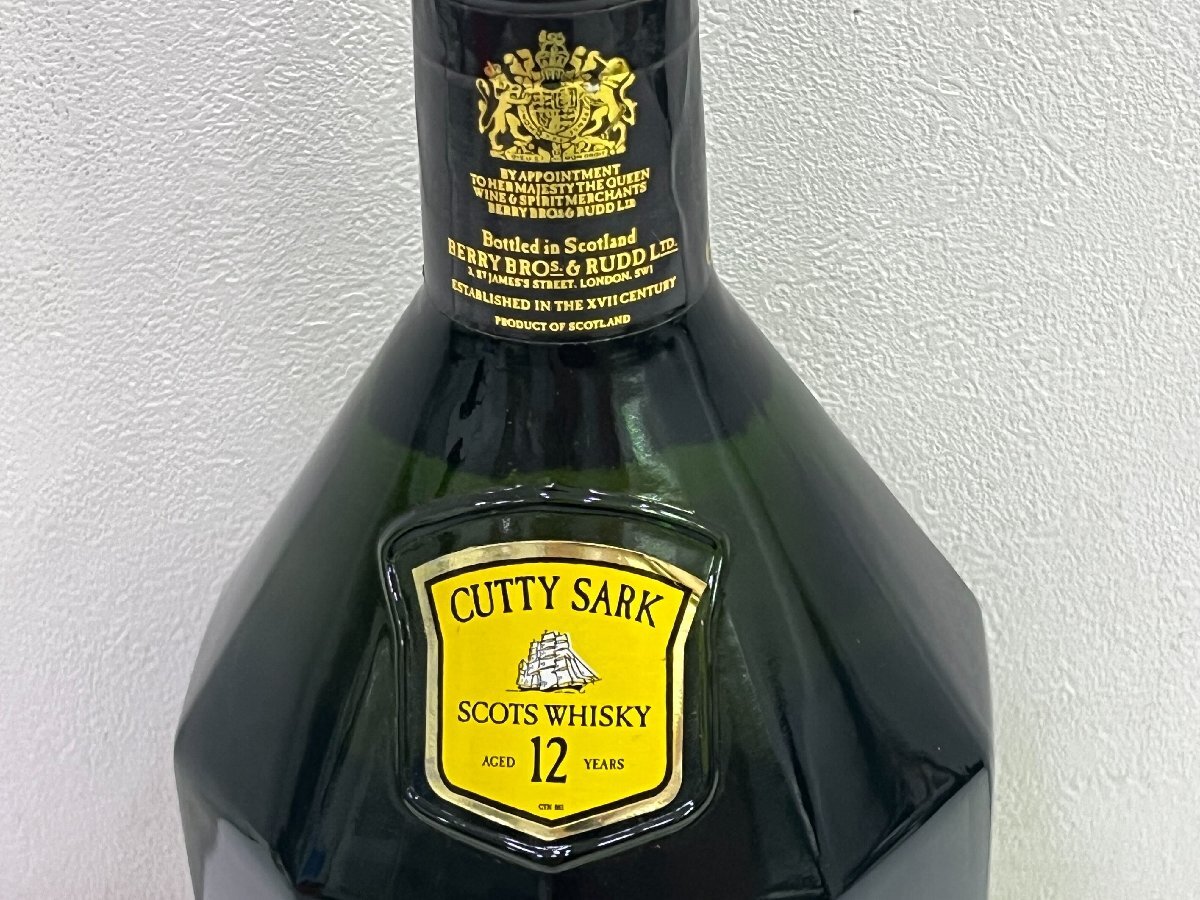 BY APPOINTMENT
TO HER MAJESTY THE QUEEN
WINE & SPIRIT MERCHANTS
BERRY BROS & RUDD LTD
Bottled in Scotland
BERRY BROS. & RUDD LTD.
3, ST JAMES'S STREET, LONDON, SW1
ESTABLISHED IN THE XVII CENTURY
PRODUCT OF SCOTLAND
CUTTY SARK
SCOTS WHISKY
AGED 12 YEARS